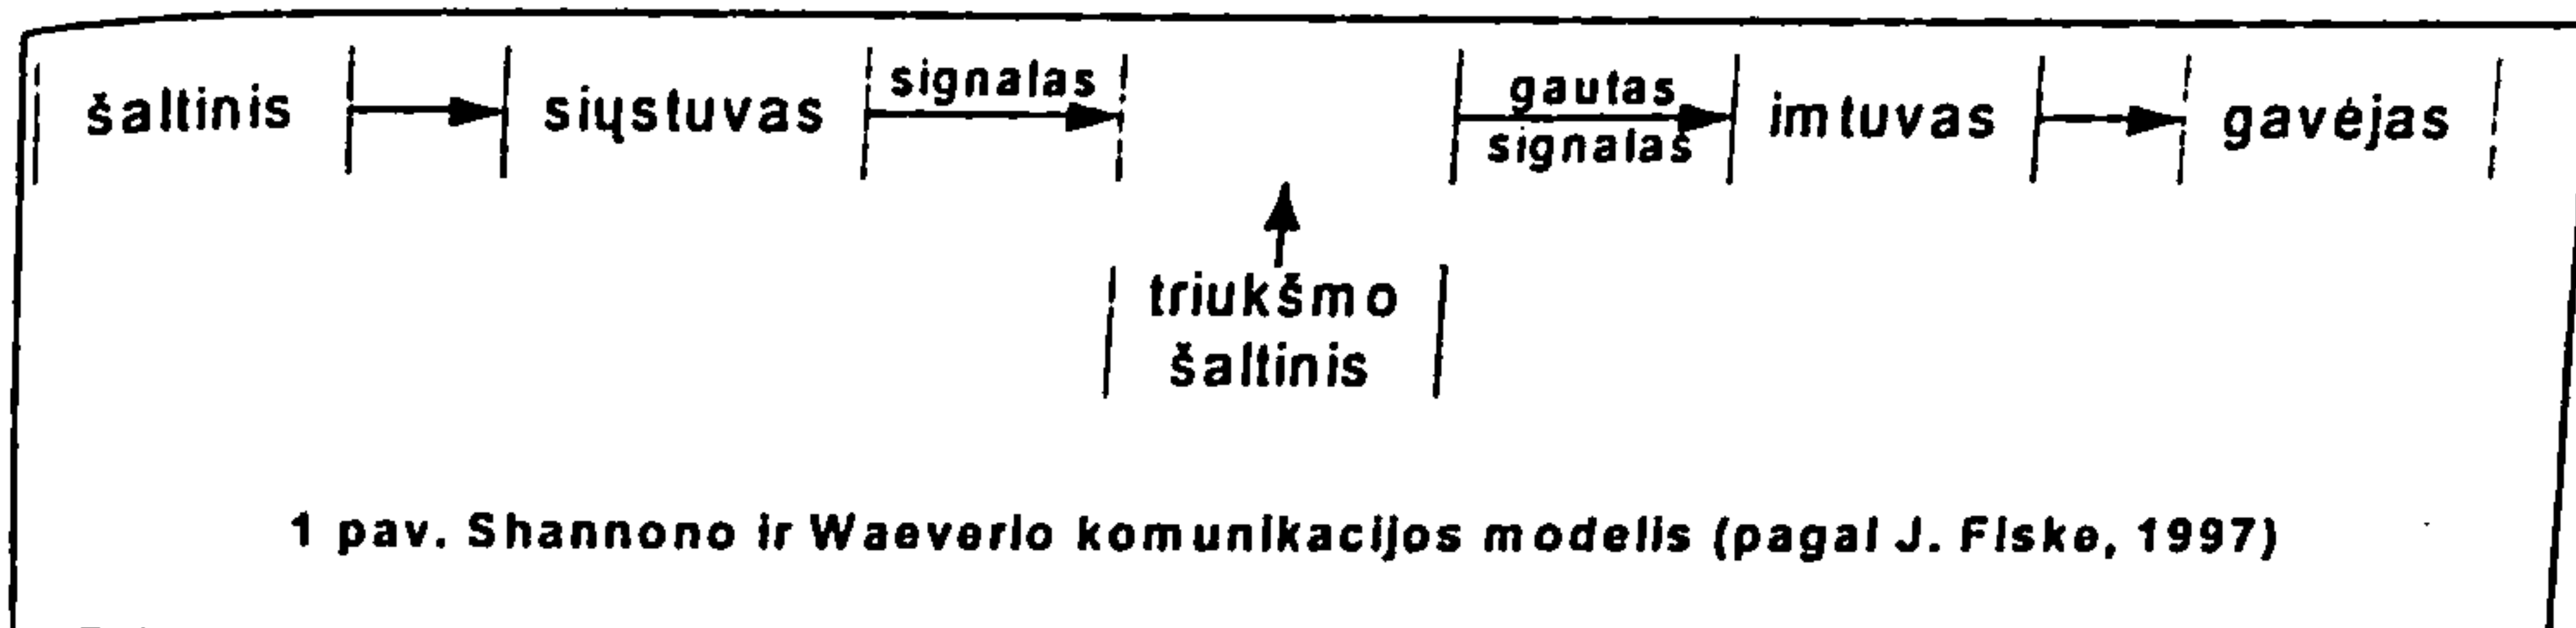 šaltinis siųstuvas signalas gautas signalas imtuvas gavėjas
triukšmo
šaltinis
1 pav. Shannono ir Waeverio komunikacijos modelis (pagal J. Fiske, 1997)